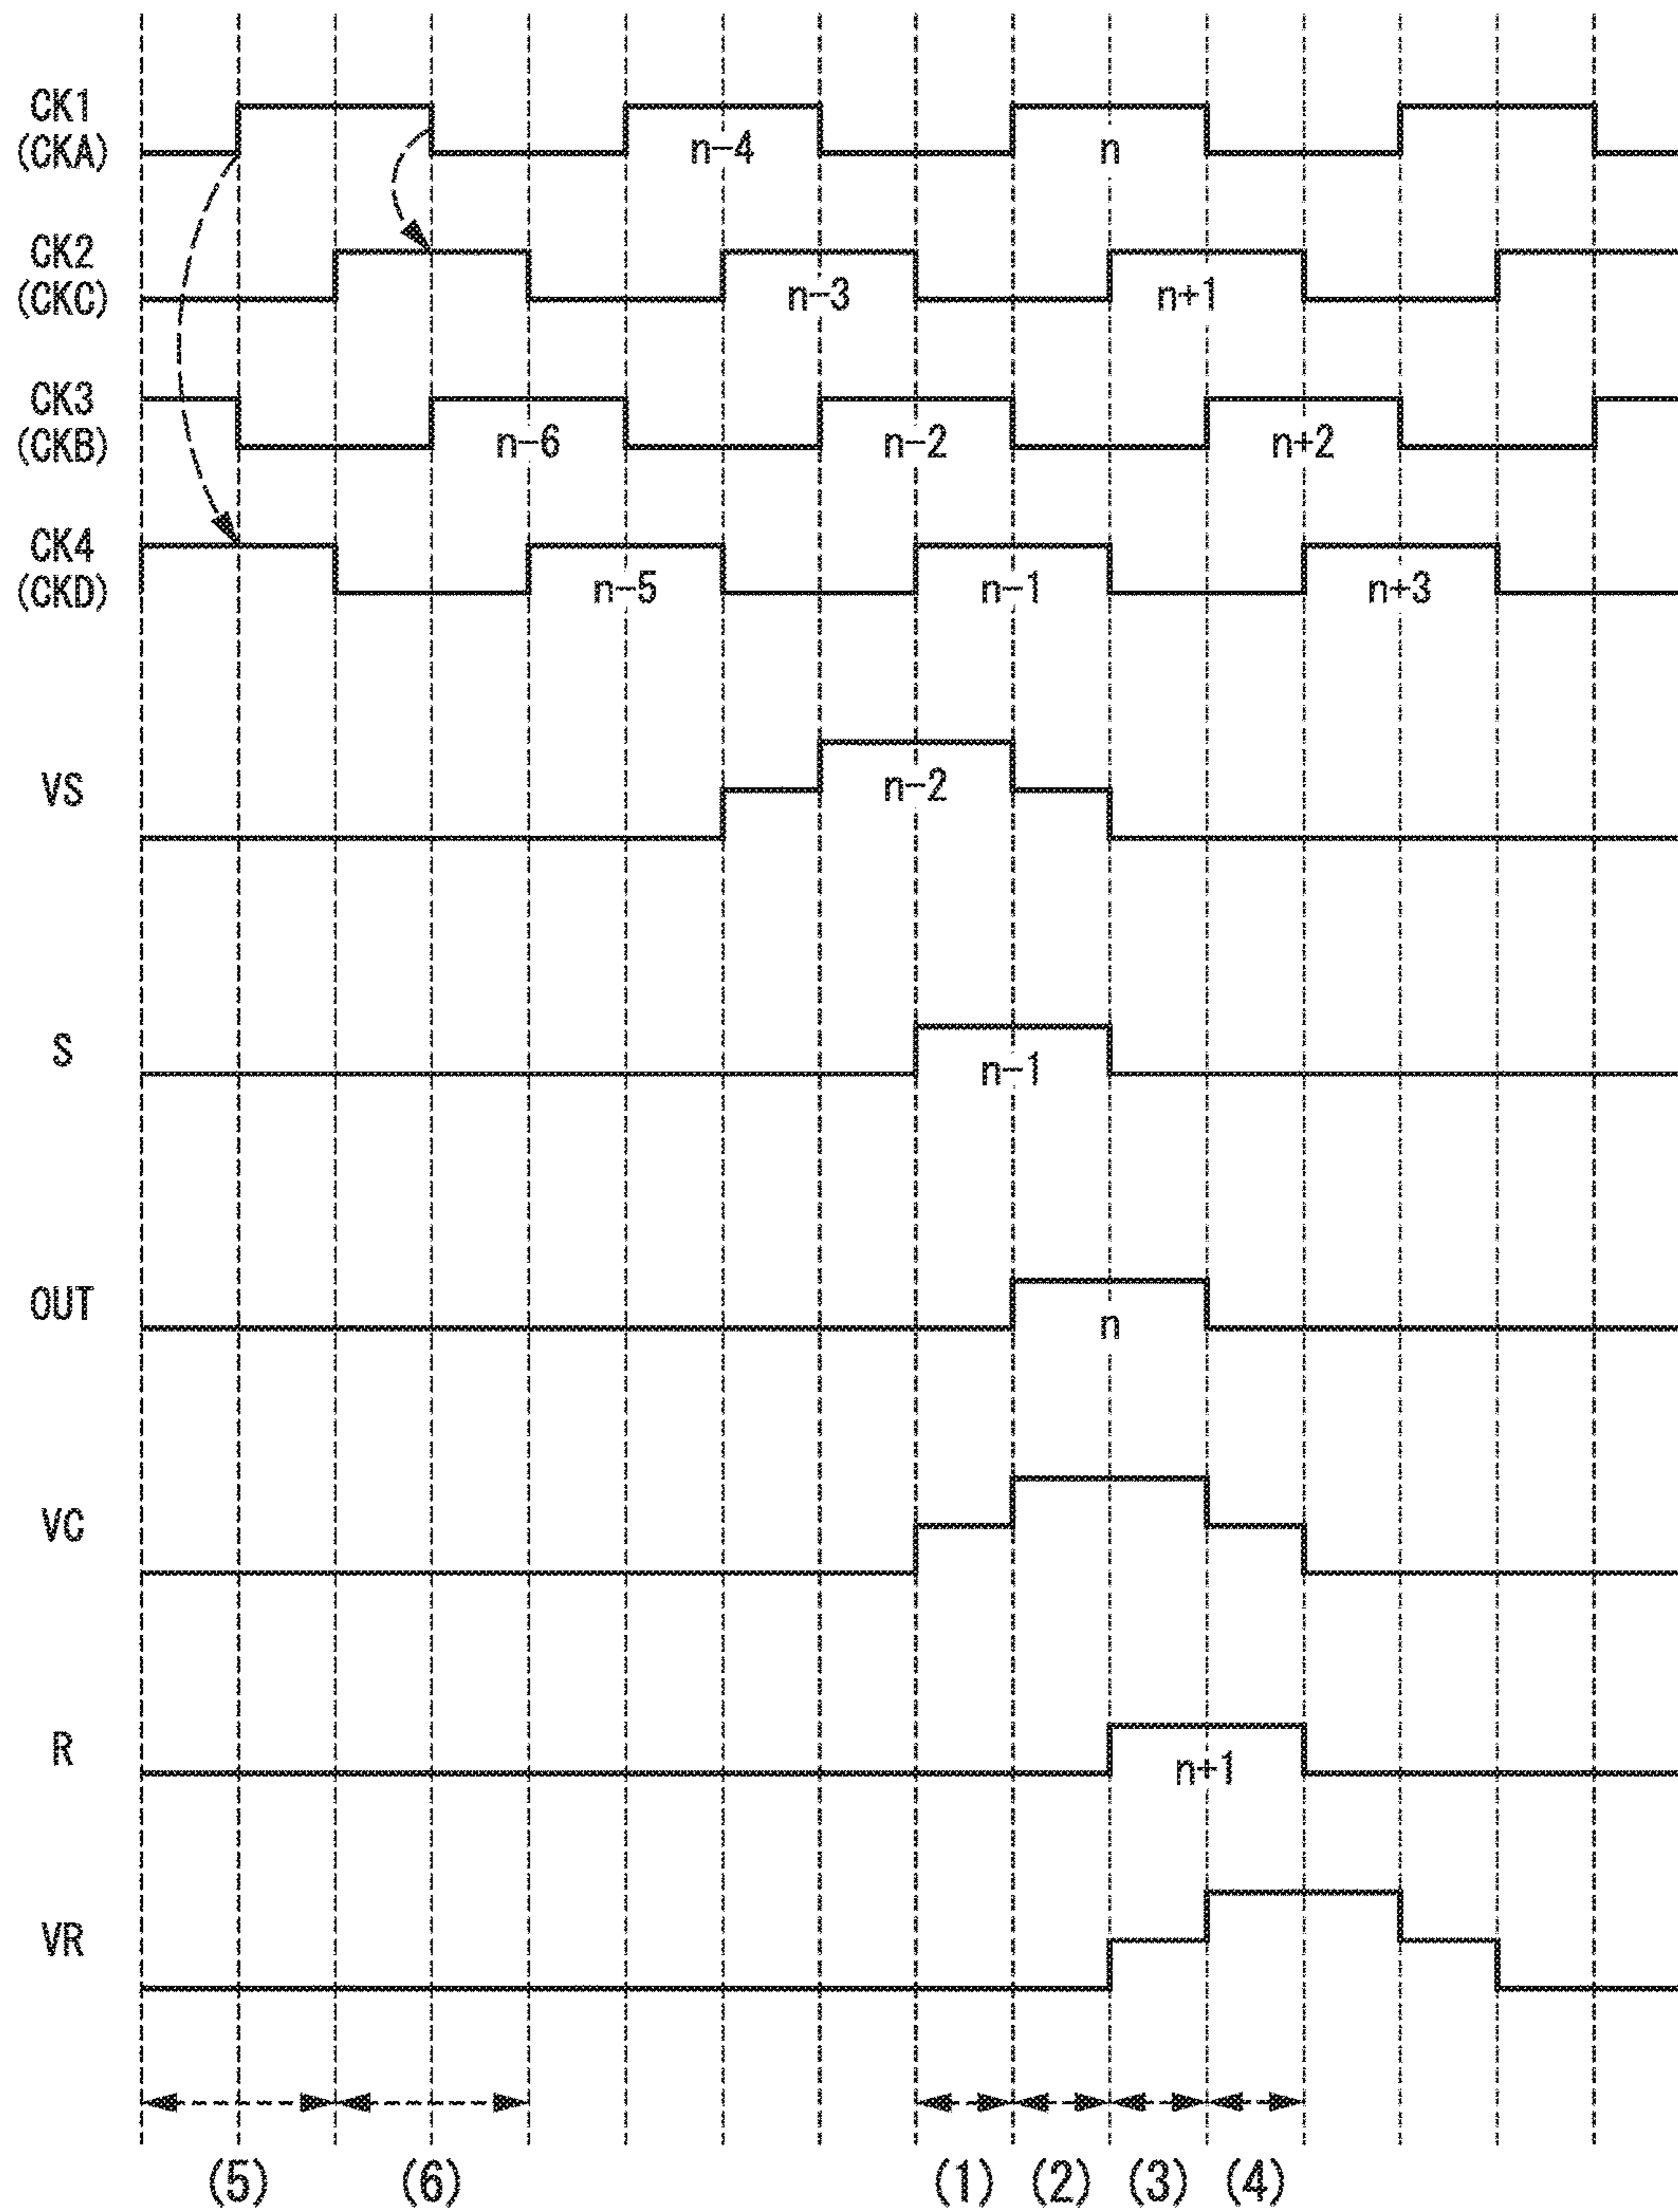 CK1
(CKA)
n-4
n
CK2
(CKC)
n-3
n+1
CK3
(CKB)
n-6
n-2
n+2
CK4
(CKD)
n-5
n-1
n+3
VS
n-2
S
n-1
OUT
n
VC
R
n+1
VR
(5)
(6)
(1)
(2)
(3)
(4)